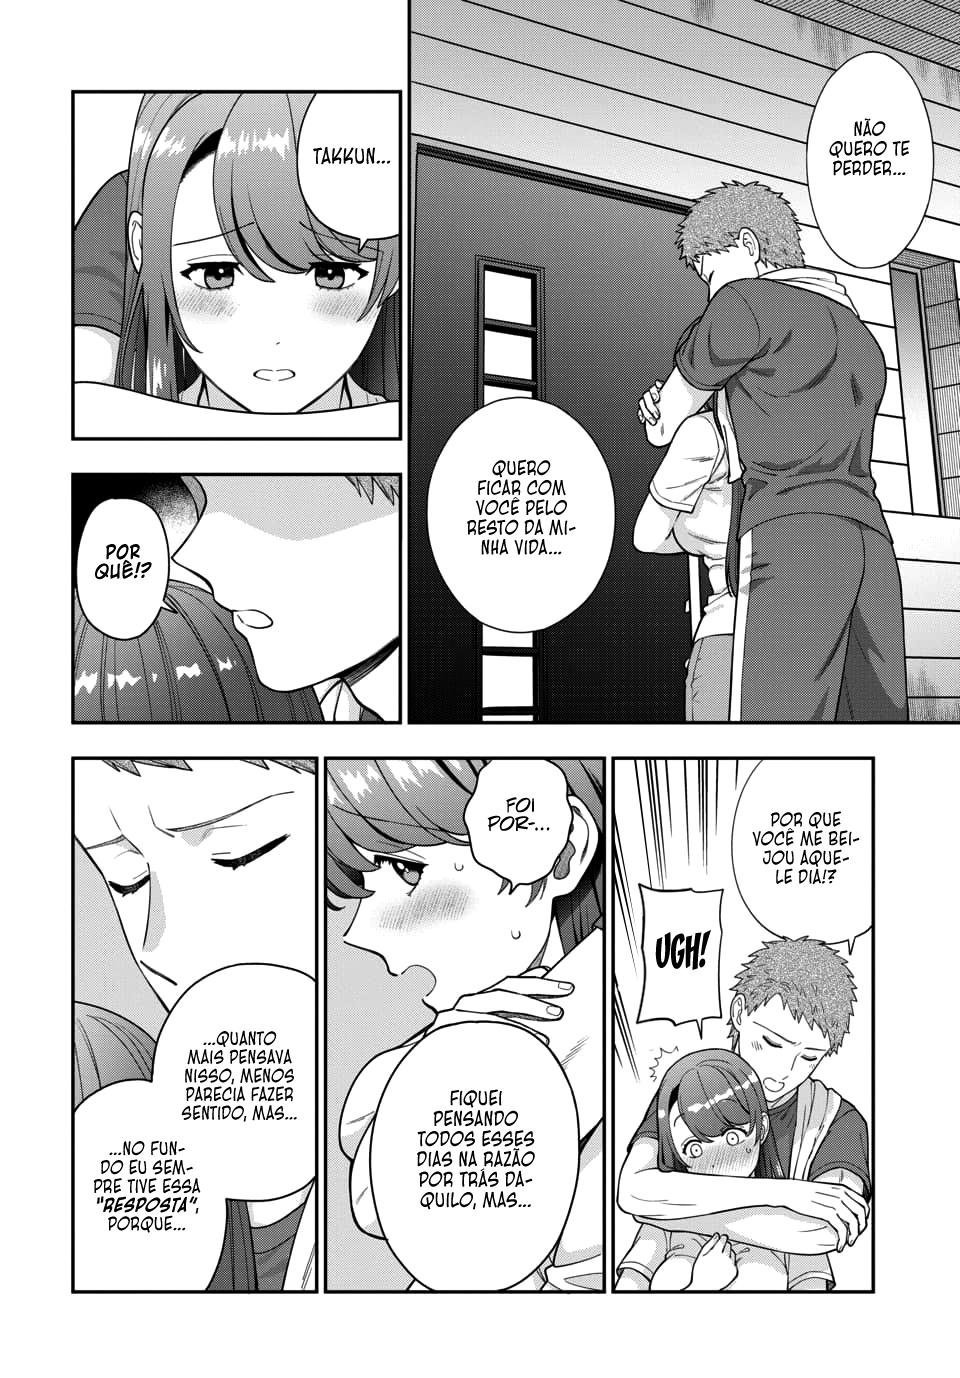 NÃO
QUERO TE
PERDER...
QUERO
FICAR COM
VOCÊ PELO
RESTO DA MI-
NHA VIDA...
TAKKUN...
POR
QUÊ!?
POR QUE
VOCÊ ME BEI-
JOU AQUE-
LE DIA!?
UGH!
FOI
POR-...
FIQUEI
PENSANDO
TODOS ESSES
DIAS NA RAZÃO
POR TRÁS DA-
QUILO, MAS...
...QUANTO
MAIS PENSAVA
NISSO, MENOS
PARECIA FAZER
SENTIDO, MAS...
...NO FUN-
DO EU SEM-
PRE TIVE ESSA
"RESPOSTA",
PORQUE...